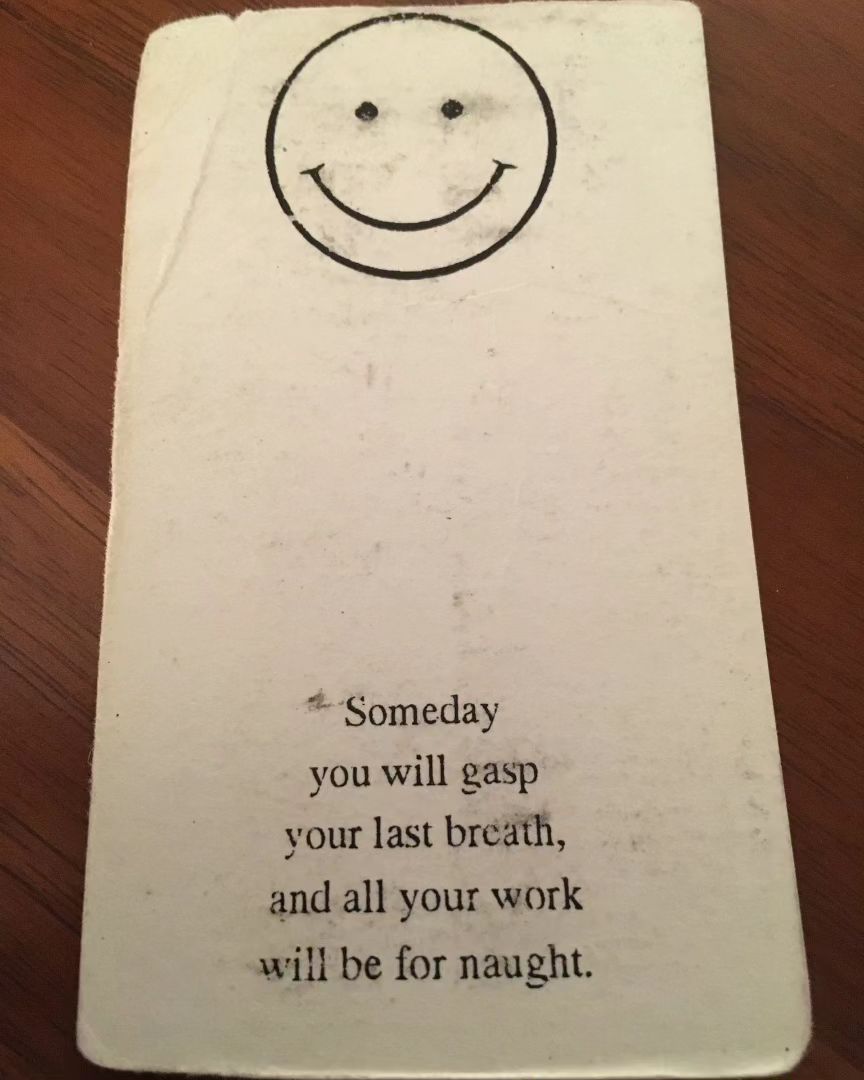 Someday
you will gasp
your last breath,
and all your work
will be for naught.